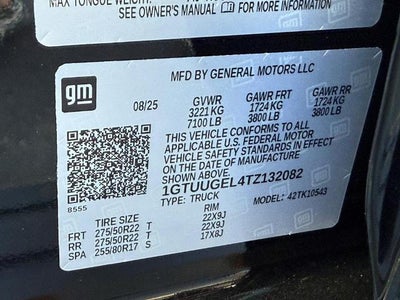 MAX TONGUE WEIGHT:
SEE OWNER'S MANUAL FOR MORE INFORMATION
gm
MFD BY GENERAL MOTORS LLC
08/25 GVWR GAWR FRT GAWR RR
3221 KG 1724 KG 1724 KG
7100 LB 3800 LB 3800 LB
THIS VEHICLE CONFORMS TO ALL
APPLICABLE U.S. FEDERAL MOTOR
VEHICLE SAFETY STANDARDS IN
EFFECT ON THE DATE OF MANUFACTURE
SHOWN ABOVE.
1GTUUGEL4TZ132082
8555 TYPE: TRUCK MODEL: 42TK10543
TIRE SIZE RIM
FRT 275/50R22 T 22X9J
RR 275/50R22 T 22X9J
SP 255/80R17 S 17X8J